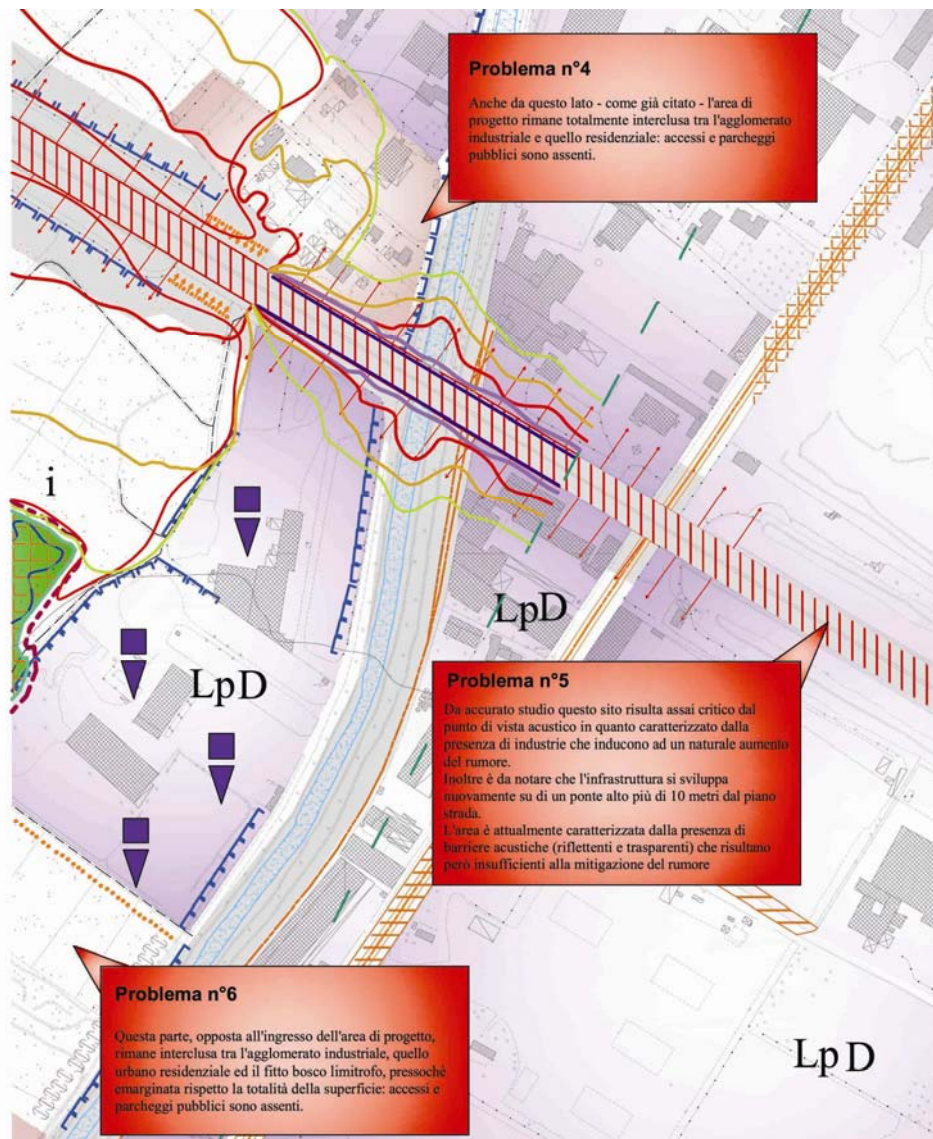 Problema n°4
Anche da questo lato - come già citato - l'area di
progetto rimane totalmente interclusa tra l'agglomerato
industriale e quello residenziale: accessi e parcheggi
pubblici sono assenti.
i
LpD
LpD
Problema n°5
Da accurato studio questo sito risulta assai critico dal
punto di vista acustico in quanto caratterizzato dalla
presenza di industrie che inducono ad un naturale aumento
del rumore.
Inoltre è da notare che l'infrastruttura si sviluppa
nuovamente su di un ponte alto più di 10 metri dal piano
strada.
L'area è attualmente caratterizzata dalla presenza di
barriere acustiche (riflettenti e trasparenti) che risultano
però insufficienti alla mitigazione del rumore
Problema n°6
Questa parte, opposta all'ingresso dell'area di progetto,
rimane interclusa tra l'agglomerato industriale, quello
urbano residenziale ed il fitto bosco limitrofo, pressoché
emarginata rispetto la totalità della superficie: accessi e
parcheggi pubblici sono assenti.
LpD